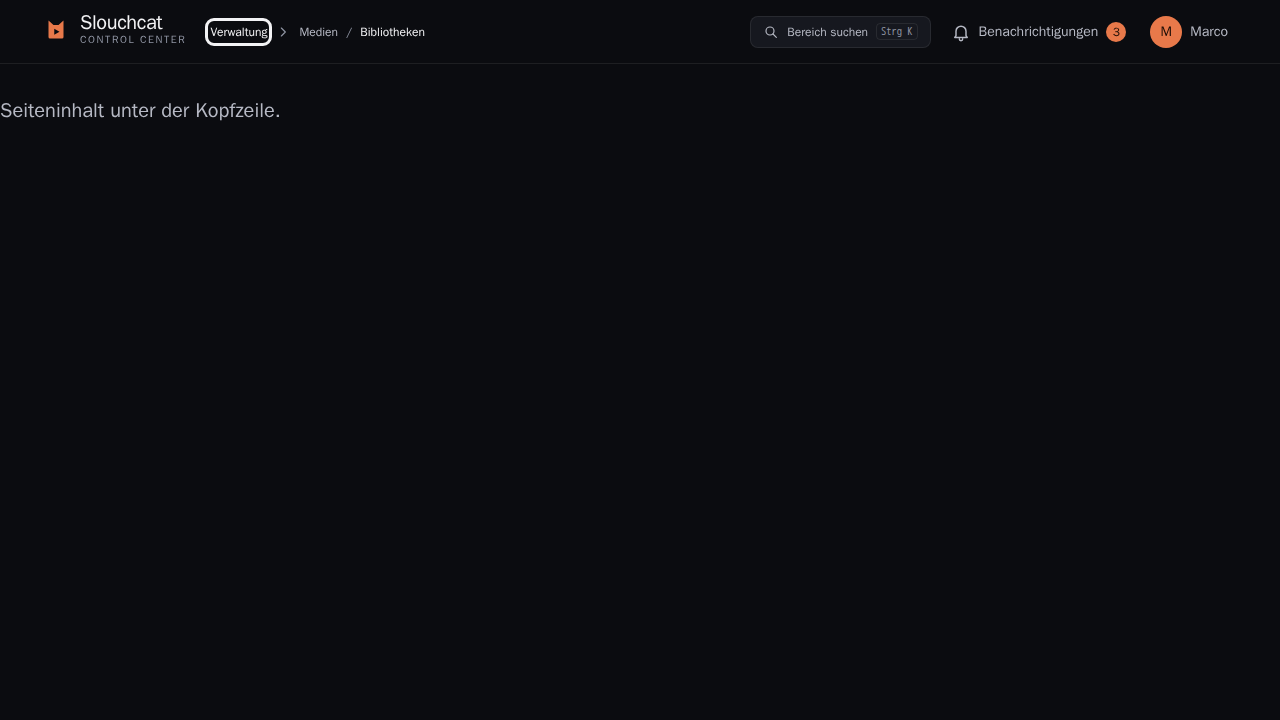 Slouchcat
CONTROL CENTER
Verwaltung
Medien / Bibliotheken
Bereich suchen Strg K
Benachrichtigungen 3
M Marco
Seiteninhalt unter der Kopfzeile.